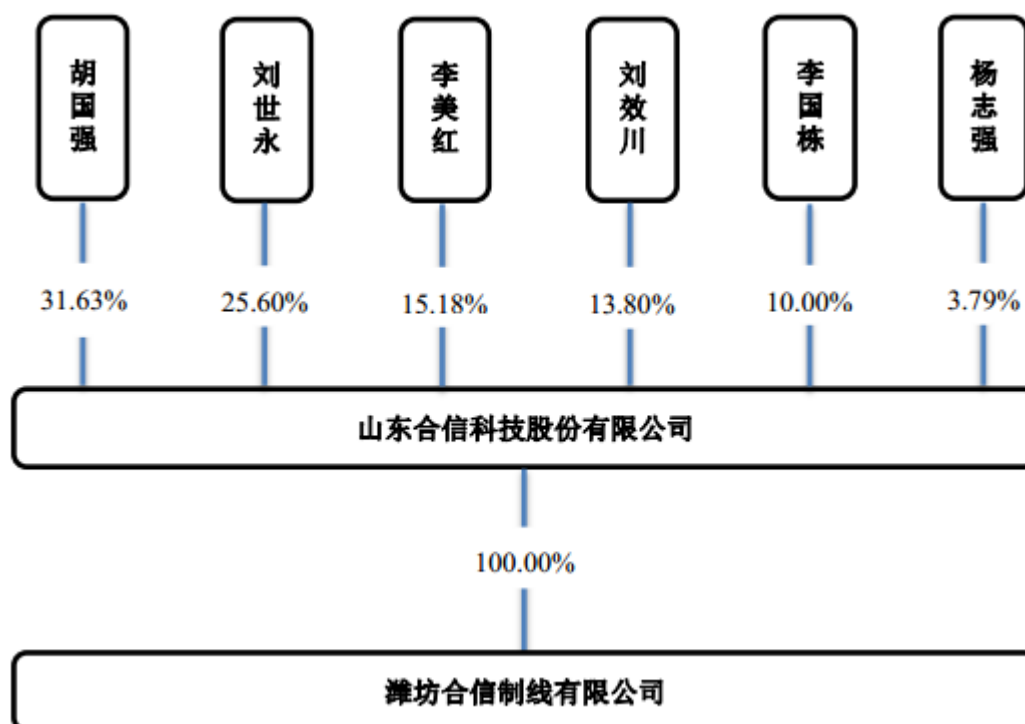 胡国强
刘世永
李美红
刘效川
李国栋
杨志强
31.63%
25.60%
15.18%
13.80%
10.00%
3.79%
山东合信科技股份有限公司
100.00%
潍坊合信制线有限公司